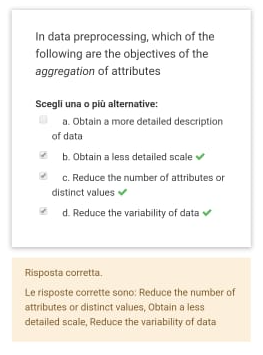 In data preprocessing, which of the
following are the objectives of the
aggregation of attributes
Scegli una o più alternative:
a. Obtain a more detailed description
of data
b. Obtain a less detailed scale
c. Reduce the number of attributes or
distinct values
d. Reduce the variability of data
Risposta corretta.
Le risposte corrette sono: Reduce the number of
attributes or distinct values, Obtain a less
detailed scale, Reduce the variability of data